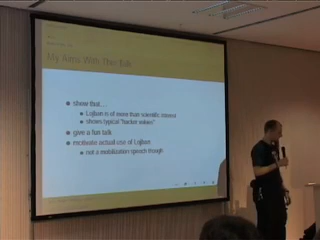 My Aims With This Talk
show that...
Lojban is of more than scientific interest
shows typical "hacker values"
give a fun talk
motivate actual use of Lojban
not a mobilization speech though